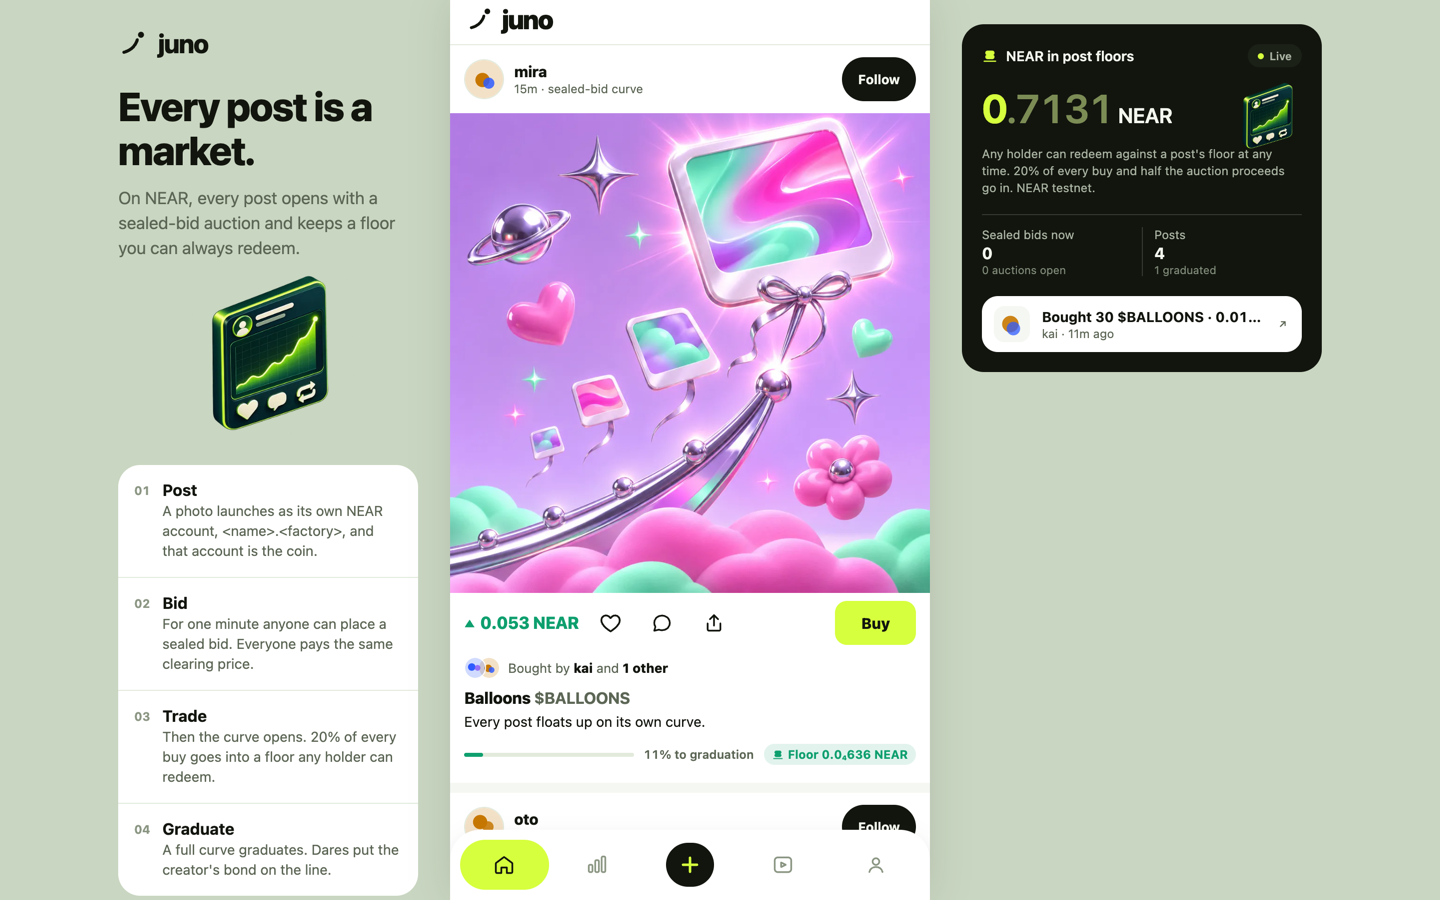 juno
Every post is a
market.
On NEAR, every post opens with a
sealed-bid auction and keeps a floor
you can always redeem.
01 Post
A photo launches as its own NEAR
account, <name>.<factory>, and
that account is the coin.
02 Bid
For one minute anyone can place a
sealed bid. Everyone pays the same
clearing price.
03 Trade
Then the curve opens. 20% of every
buy goes into a floor any holder can
redeem.
04 Graduate
A full curve graduates. Dares put the
creator's bond on the line.
juno
mira
15m · sealed-bid curve
Follow
0.053 NEAR
Buy
Bought by kai and 1 other
Balloons $BALLOONS
Every post floats up on its own curve.
11% to graduation
Floor 0.0₄636 NEAR
oto
Follow
NEAR in post floors
Live
0.7131 NEAR
Any holder can redeem against a post's floor at any
time. 20% of every buy and half the auction proceeds
go in. NEAR testnet.
Sealed bids now
0
0 auctions open
Posts
4
1 graduated
Bought 30 $BALLOONS · 0.01...
kai · 11m ago